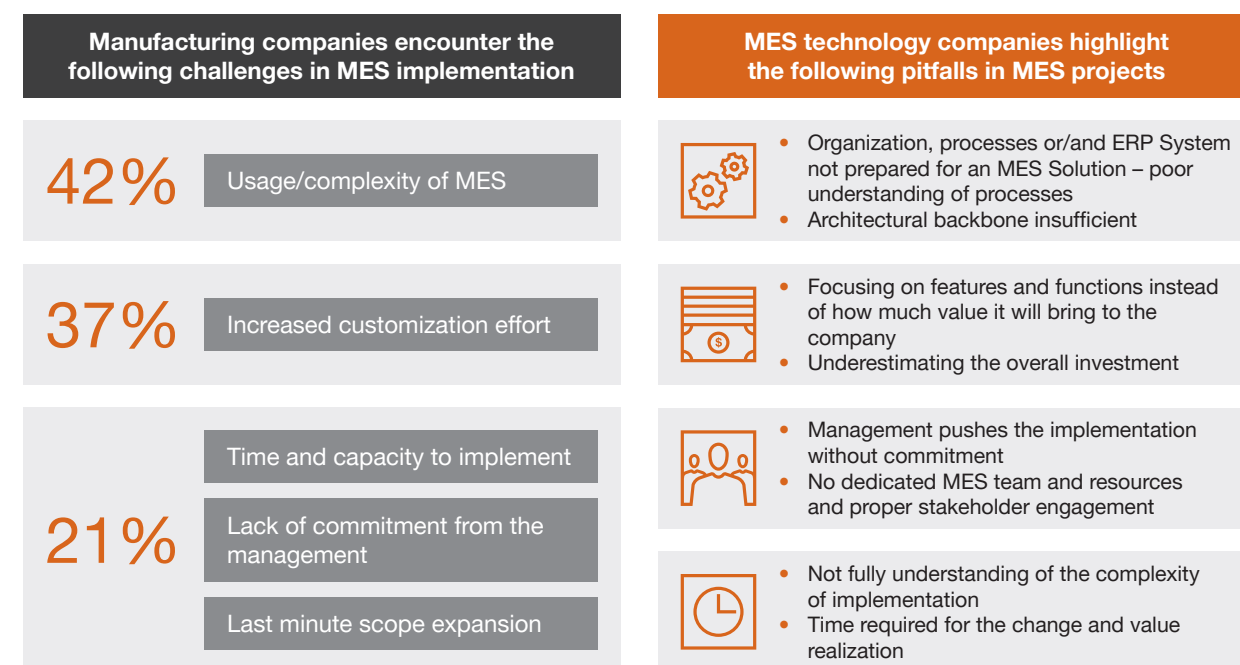 Manufacturing companies encounter the
following challenges in MES implementation
42%
Usage/complexity of MES
37%
Increased customization effort
21%
Time and capacity to implement
Lack of commitment from the
management
Last minute scope expansion
MES technology companies highlight
the following pitfalls in MES projects
• Organization, processes or/and ERP System
not prepared for an MES Solution – poor
understanding of processes
• Architectural backbone insufficient
$
• Focusing on features and functions instead
of how much value it will bring to the
company
• Underestimating the overall investment
• Management pushes the implementation
without commitment
• No dedicated MES team and resources
and proper stakeholder engagement
• Not fully understanding of the complexity
of implementation
• Time required for the change and value
realization